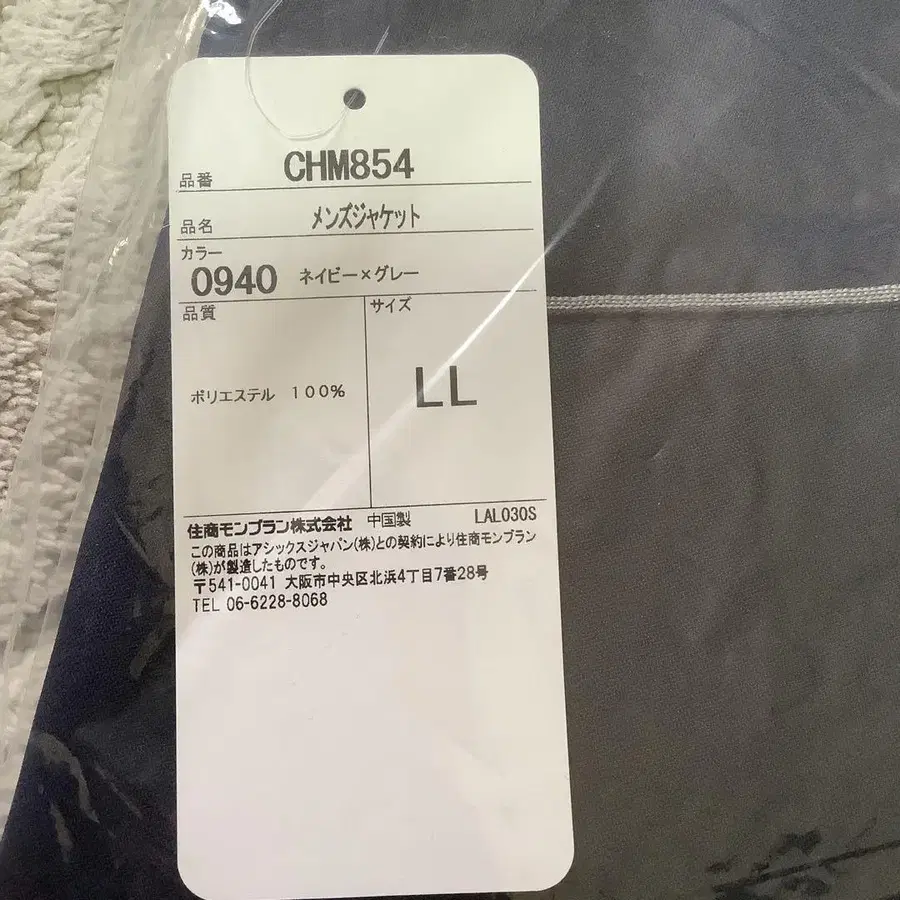 品番 CHM854
品名 メンズジャケット
カラー
0940 ネイビー×グレー
品質 サイズ
ポリエステル 100% LL
住商モンブラン株式会社 中国製 LAL030S
この商品はアシックスジャパン(株)との契約により住商モンブラン
(株)が製造したものです。
〒541-0041 大阪市中央区北浜4丁目7番28号
TEL 06-6228-8068